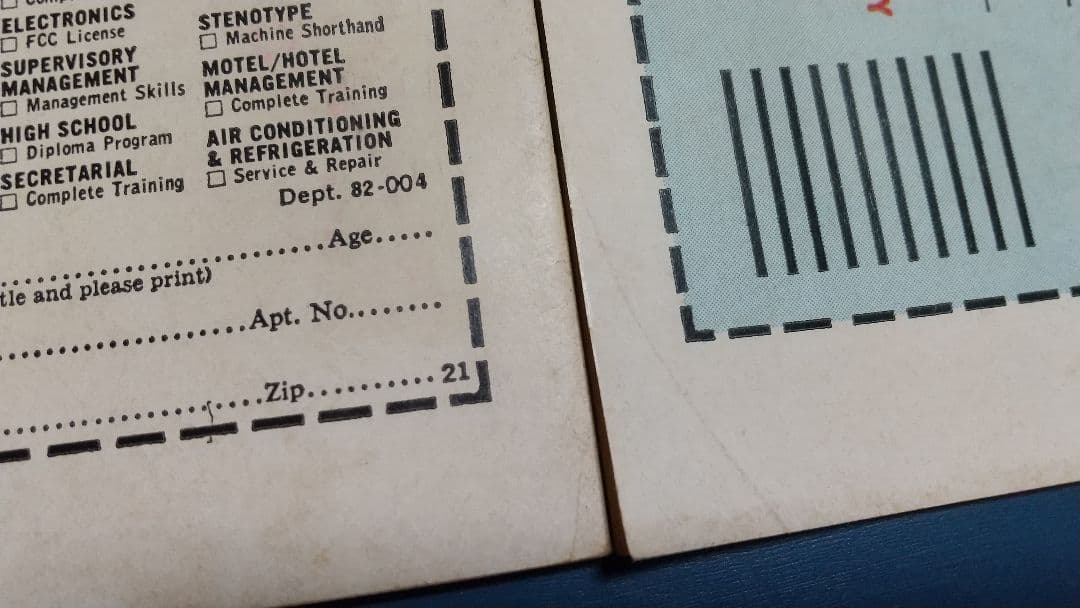 ELECTRONICS
□ FCC License
SUPERVISORY
MANAGEMENT
□ Management Skills
HIGH SCHOOL
□ Diploma Program
SECRETARIAL
□ Complete Training
STENOTYPE
□ Machine Shorthand
MOTEL/HOTEL
MANAGEMENT
□ Complete Training
AIR CONDITIONING
& REFRIGERATION
□ Service & Repair
Dept. 82-004
Age
tle and please print)
Apt. No.
Zip
21
Y